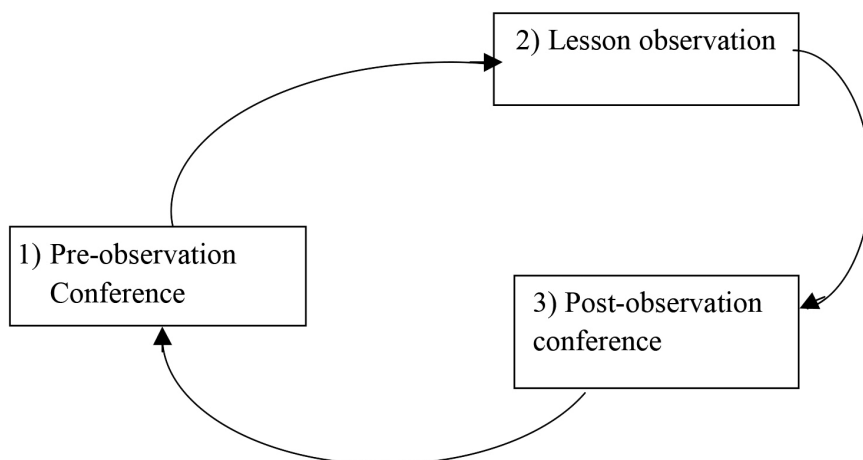 1) Pre-observation
Conference
2) Lesson observation
3) Post-observation
conference